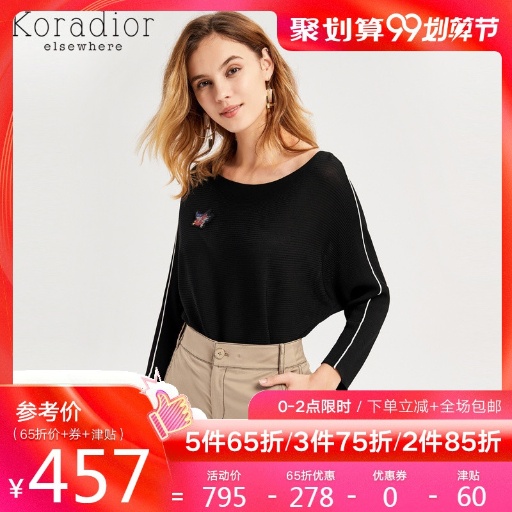 Koradior
elsewhere
聚划算99划算节
参考价
(65折价+券+津贴)
¥457
0-2点限时/下单立减+全场包邮
5件65折/3件75折/2件85折
活动价 65折优惠 优惠券 津贴
= 795 - 278 - 0 - 60